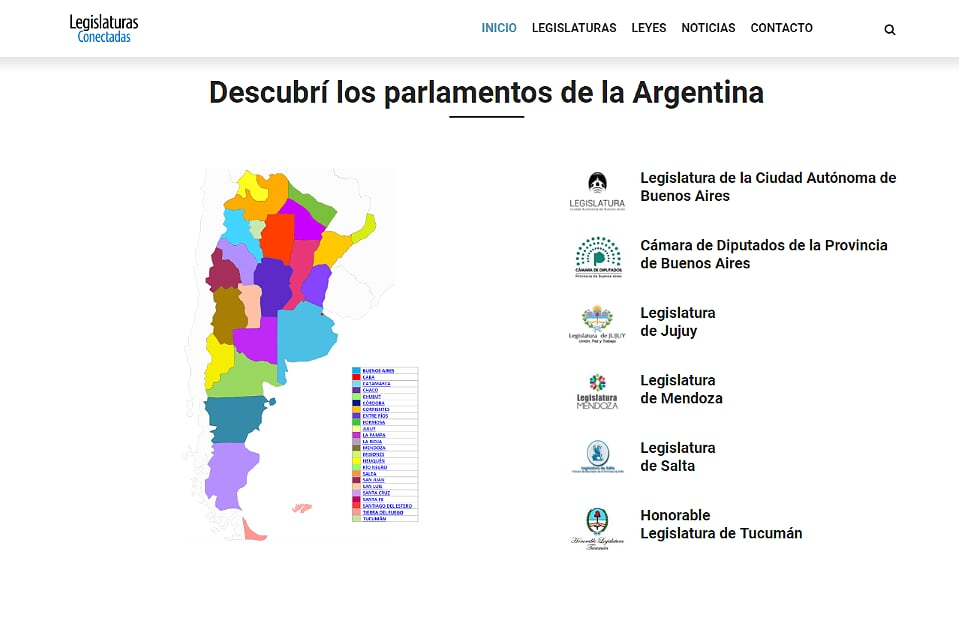 Legislaturas
Conectadas
INICIO LEGISLATURAS LEYES NOTICIAS CONTACTO
Descubrí los parlamentos de la Argentina
LEGISLATURA
Legislatura de la Ciudad Autónoma de
Buenos Aires
CÁMARA DE DIPUTADOS
Provincia de Buenos Aires
Cámara de Diputados de la Provincia
de Buenos Aires
Legislatura de JUJUY
Unión, Paz y Trabajo
Legislatura
de Jujuy
Legislatura
MENDOZA
Legislatura
de Mendoza
Legislatura
de Salta
Honorable Legislatura
Tucumán
Honorable
Legislatura de Tucumán
BUENOS AIRES
CABA
CATAMARCA
CHACO
CHUBUT
CÓRDOBA
CORRIENTES
ENTRE RÍOS
FORMOSA
JUJUY
LA PAMPA
LA RIOJA
MENDOZA
MISIONES
NEUQUÉN
RÍO NEGRO
SALTA
SAN JUAN
SAN LUIS
SANTA CRUZ
SANTA FE
SANTIAGO DEL ESTERO
TIERRA DEL FUEGO
TUCUMÁN